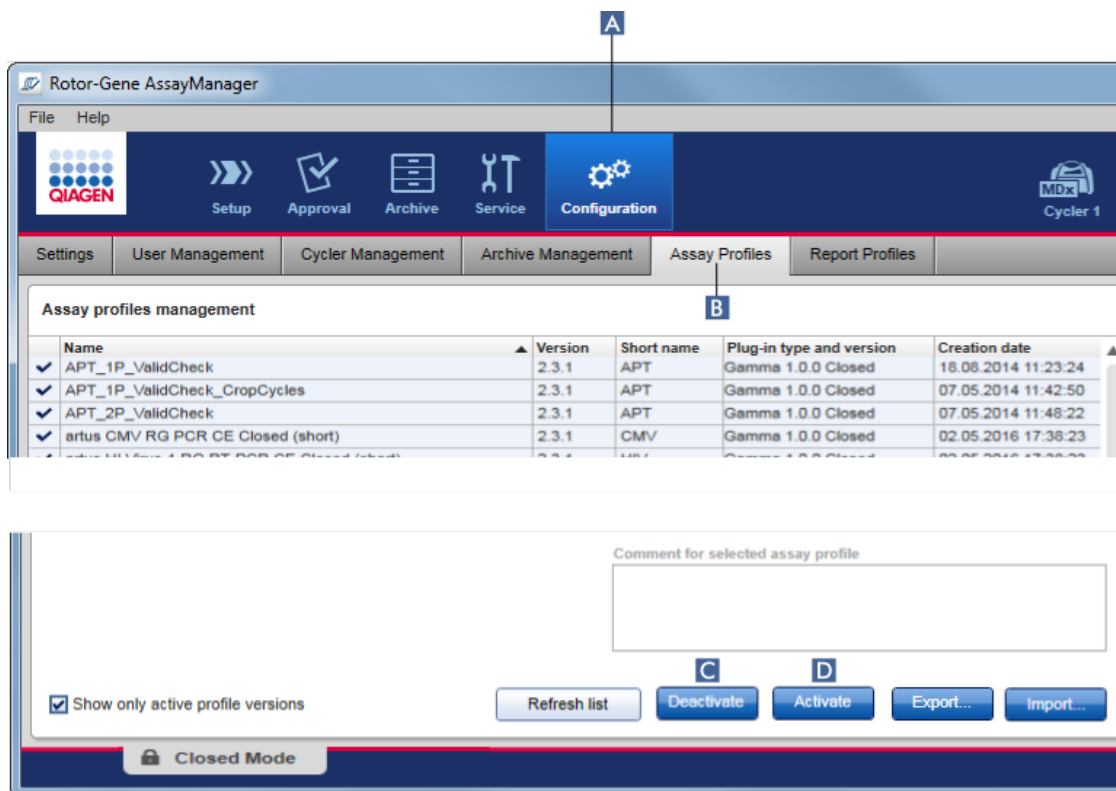 A
Rotor-Gene AssayManager
File Help
QIAGEN
Setup Approval Archive Service Configuration MDx Cycler 1
Settings User Management Cycler Management Archive Management Assay Profiles Report Profiles
B
Assay profiles management
Name Version Short name Plug-in type and version Creation date
APT_1P_ValidCheck 2.3.1 APT Gamma 1.0.0 Closed 18.08.2014 11:23:24
APT_1P_ValidCheck_CropCycles 2.3.1 APT Gamma 1.0.0 Closed 07.05.2014 11:42:50
APT_2P_ValidCheck 2.3.1 APT Gamma 1.0.0 Closed 07.05.2014 11:48:22
artus CMV RG PCR CE Closed (short) 2.3.1 CMV Gamma 1.0.0 Closed 02.05.2016 17:38:23
Comment for selected assay profile
C D
Show only active profile versions Refresh list Deactivate Activate Export... Import...
Closed Mode